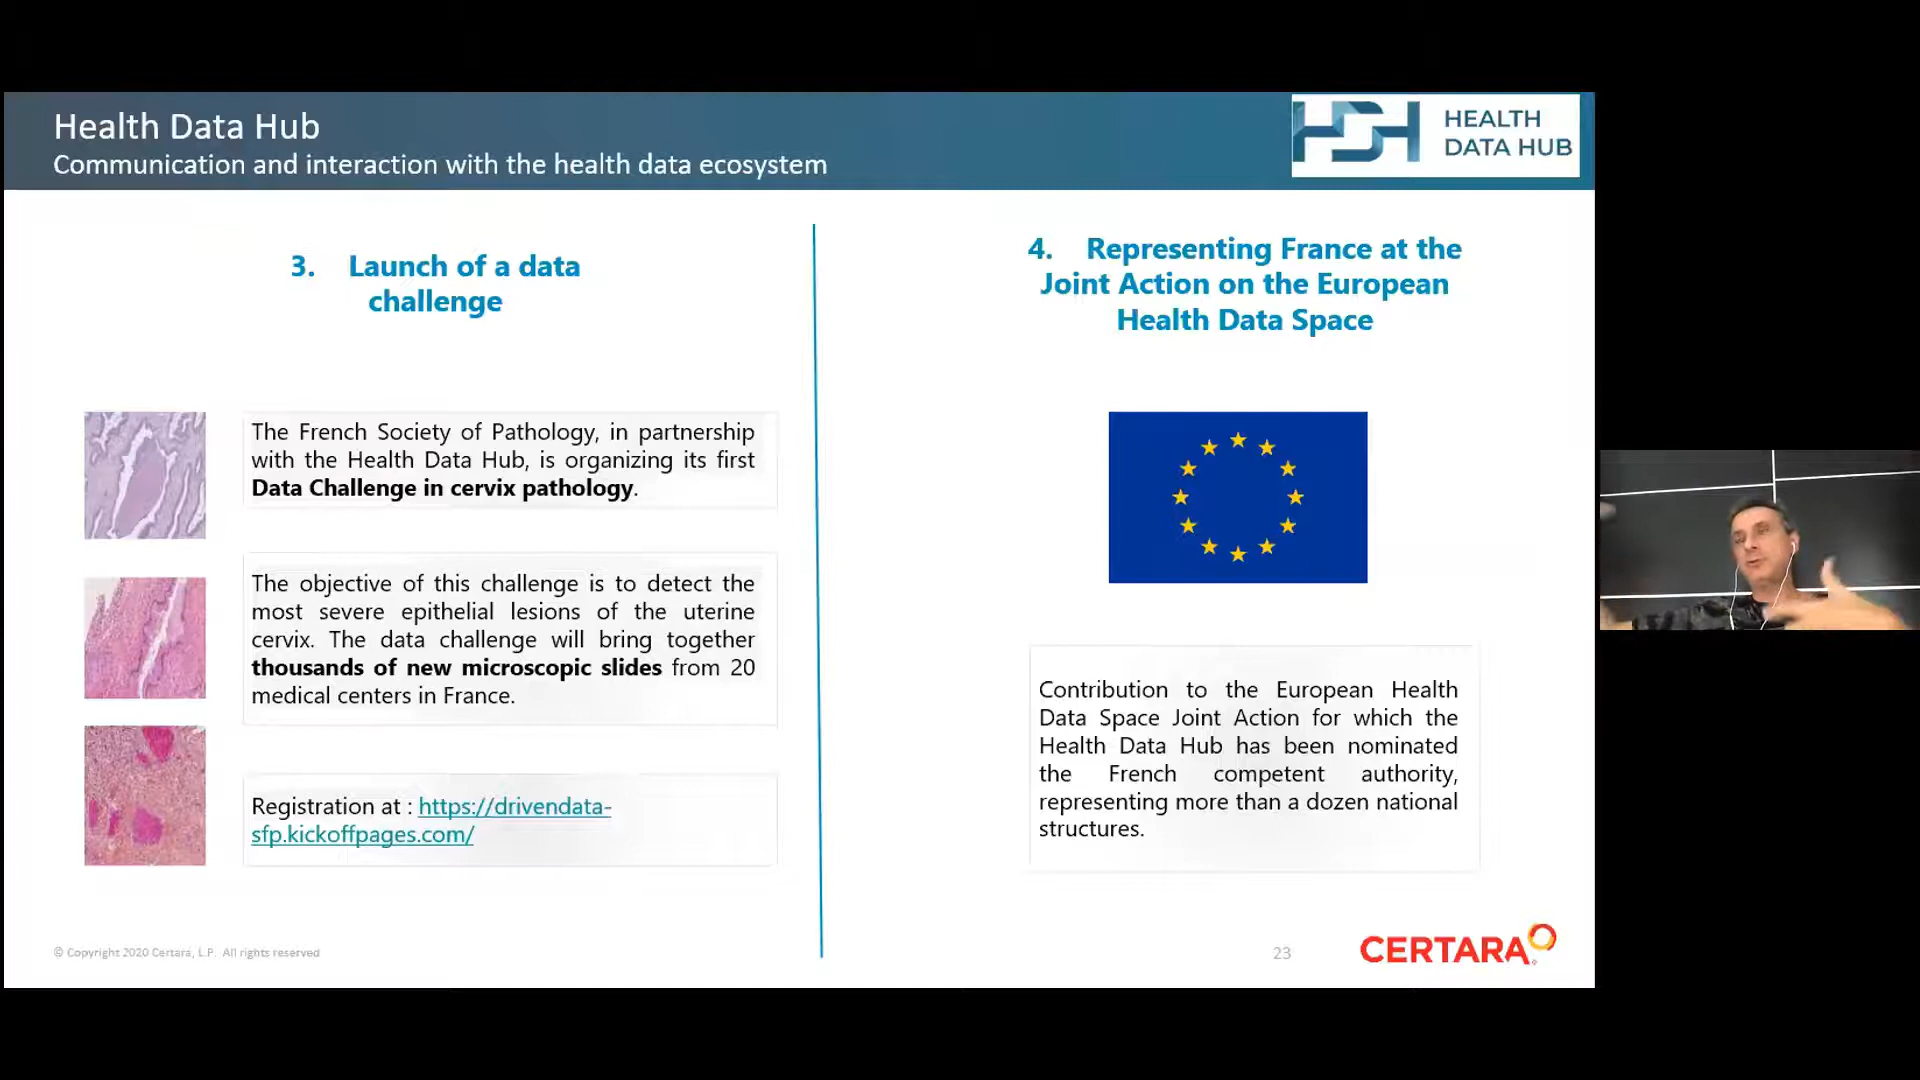 Health Data Hub
Communication and interaction with the health data ecosystem
HDH
HEALTH
DATA HUB
3. Launch of a data
challenge
The French Society of Pathology, in partnership
with the Health Data Hub, is organizing its first
Data Challenge in cervix pathology.
The objective of this challenge is to detect the
most severe epithelial lesions of the uterine
cervix. The data challenge will bring together
thousands of new microscopic slides from 20
medical centers in France.
Registration at : https://drivendata-
sfp.kickoffpages.com/
4. Representing France at the
Joint Action on the European
Health Data Space
Contribution to the European Health
Data Space Joint Action for which the
Health Data Hub has been nominated
the French competent authority,
representing more than a dozen national
structures.
© Copyright 2020 Certara, L.P. All rights reserved
23
CERTARA